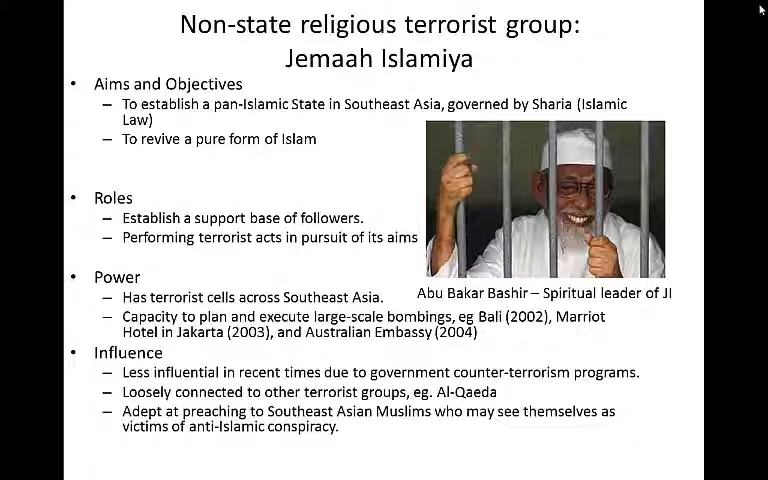 Non-state religious terrorist group:
Jemaah Islamiya
• Aims and Objectives
– To establish a pan-Islamic State in Southeast Asia, governed by Sharia (Islamic
Law)
– To revive a pure form of Islam
• Roles
– Establish a support base of followers.
– Performing terrorist acts in pursuit of its aims
• Power
– Has terrorist cells across Southeast Asia.
Abu Bakar Bashir – Spiritual leader of JI
– Capacity to plan and execute large-scale bombings, eg Bali (2002), Marriot
Hotel in Jakarta (2003), and Australian Embassy (2004)
• Influence
– Less influential in recent times due to government counter-terrorism programs.
– Loosely connected to other terrorist groups, eg. Al-Qaeda
– Adept at preaching to Southeast Asian Muslims who may see themselves as
victims of anti-Islamic conspiracy.